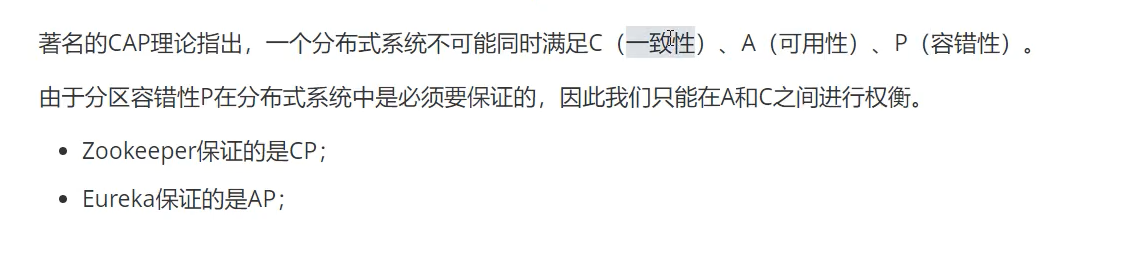 著名的CAP理论指出，一个分布式系统不可能同时满足C（一致性）、A（可用性）、P（容错性）。
由于分区容错性P在分布式系统中是必须要保证的，因此我们只能在A和C之间进行权衡。
• Zookeeper保证的是CP；
• Eureka保证的是AP；